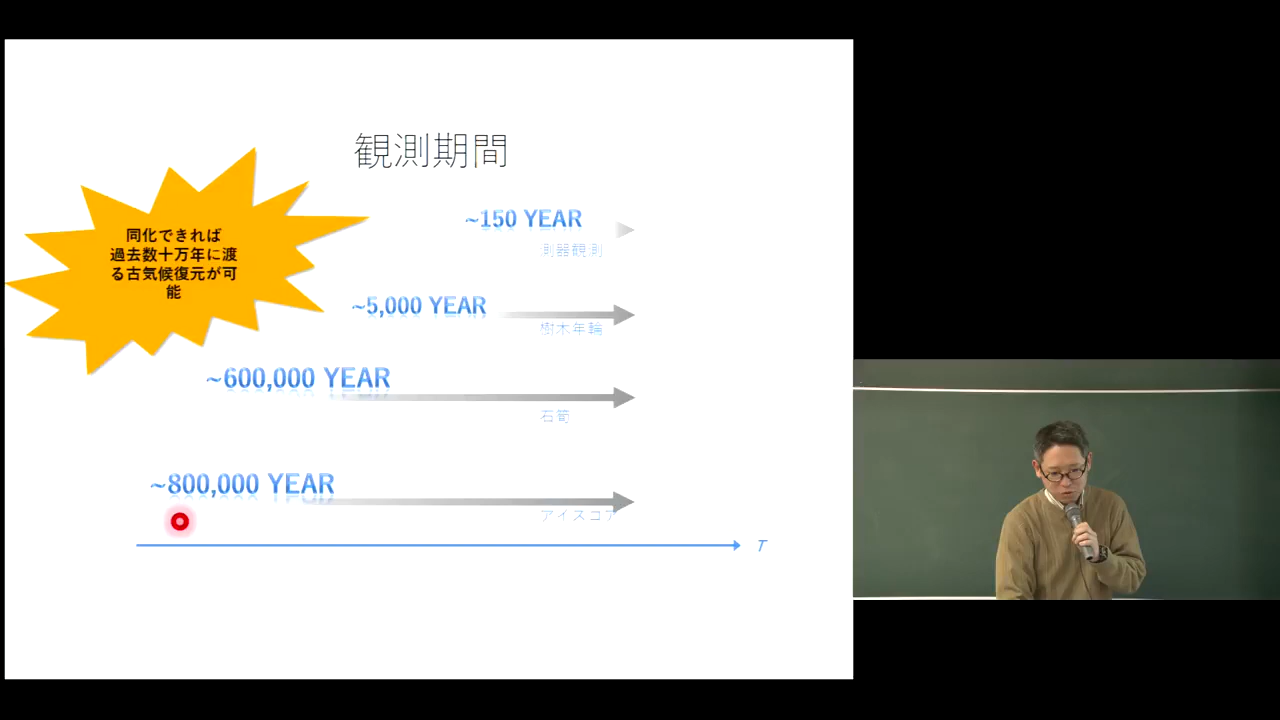 観測期間
同化できれば
過去数十万年に渡
る古気候復元が可
能
~150 YEAR
測器観測
~5,000 YEAR
樹木年輪
~600,000 YEAR
石筍
~800,000 YEAR
アイスコア
T